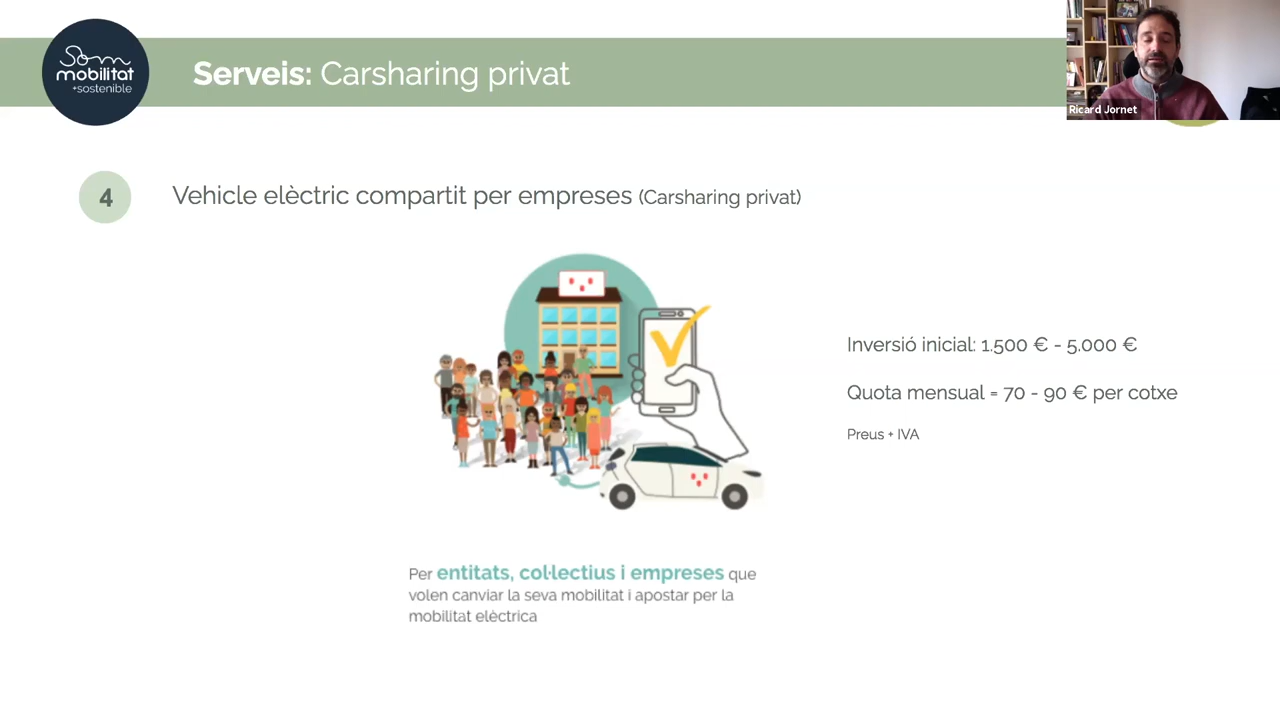 Som
mobilitat
+sostenible
Serveis: Carsharing privat
Ricard Jornet
4
Vehicle elèctric compartit per empreses (Carsharing privat)
Inversió inicial: 1.500 € - 5.000 €
Quota mensual = 70 - 90 € per cotxe
Preus + IVA
Per entitats, col·lectius i empreses que
volen canviar la seva mobilitat i apostar per la
mobilitat elèctrica